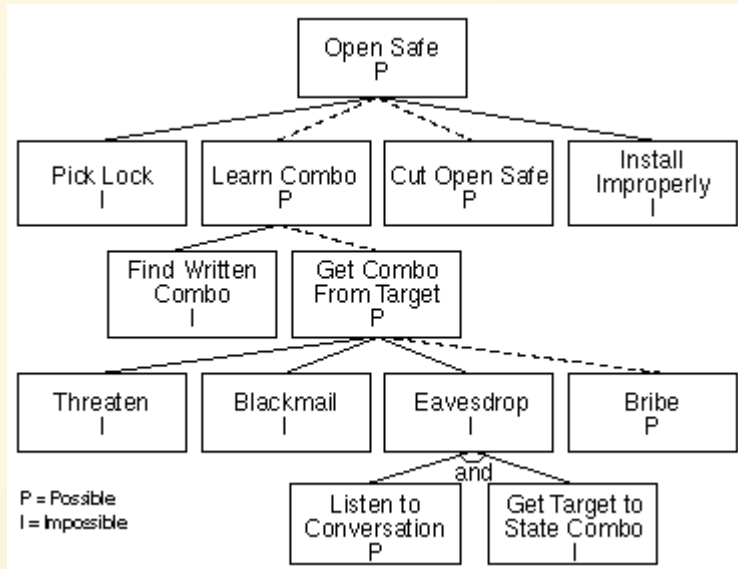 Open Safe
P
Pick Lock
I
Learn Combo
P
Cut Open Safe
P
Install
Improperly
I
Find Written
Combo
I
Get Combo
From Target
P
Threaten
I
Blackmail
I
Eavesdrop
I
Bribe
P
and
Listen to
Conversation
P
Get Target to
State Combo
I
P = Possible
I = Impossible